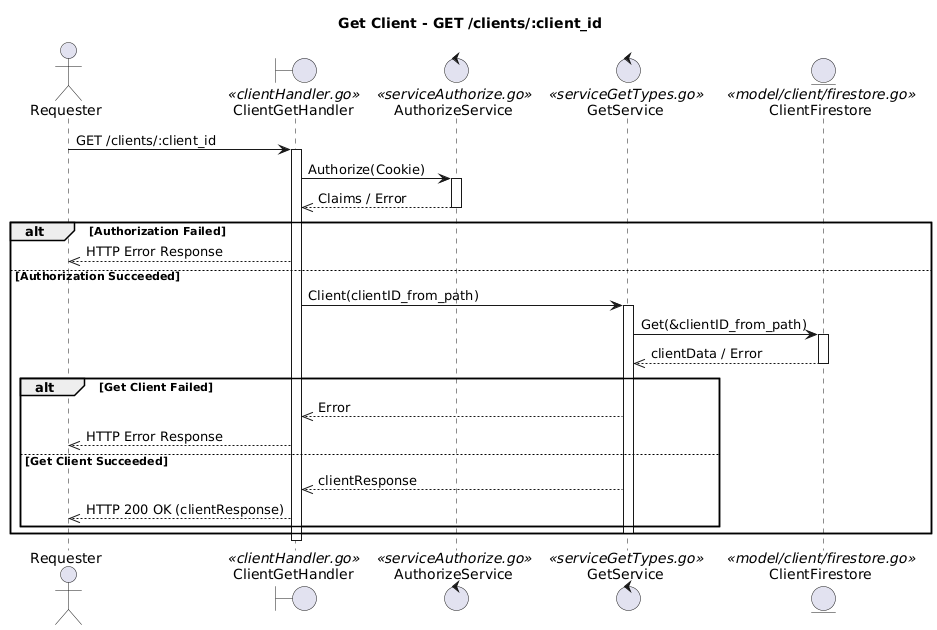 Get Client - GET /clients/:client_id
«clientHandler.go» «serviceAuthorize.go» «serviceGetTypes.go» «model/client/firestore.go»
Requester ClientGetHandler AuthorizeService GetService ClientFirestore
GET /clients/:client_id
Authorize(Cookie)
Claims / Error
alt [Authorization Failed]
HTTP Error Response
[Authorization Succeeded]
Client(clientID_from_path)
Get(&clientID_from_path)
clientData / Error
alt [Get Client Failed]
Error
HTTP Error Response
[Get Client Succeeded]
clientResponse
HTTP 200 OK (clientResponse)
Requester «clientHandler.go» «serviceAuthorize.go» «serviceGetTypes.go» «model/client/firestore.go»
ClientGetHandler AuthorizeService GetService ClientFirestore